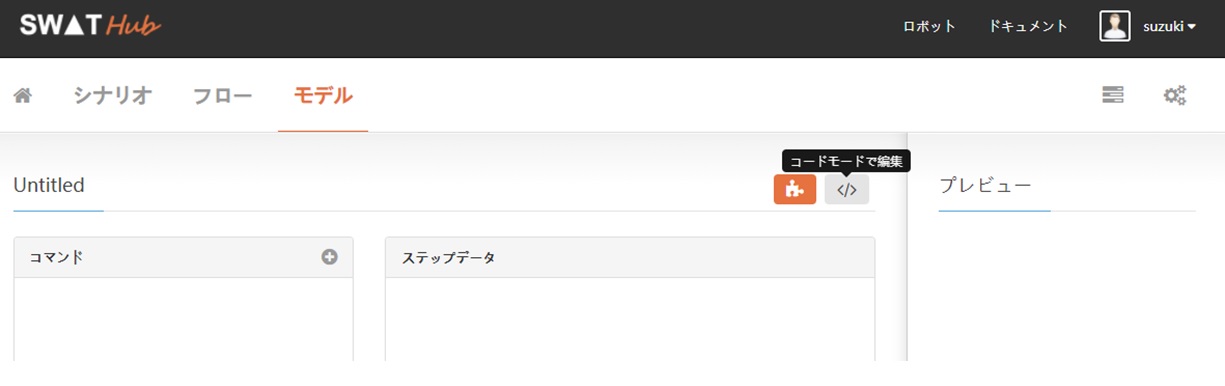 SWAT Hub
ロボット ドキュメント suzuki
シナリオ フロー モデル
コードモードで編集
Untitled
</>
プレビュー
コマンド
ステップデータ